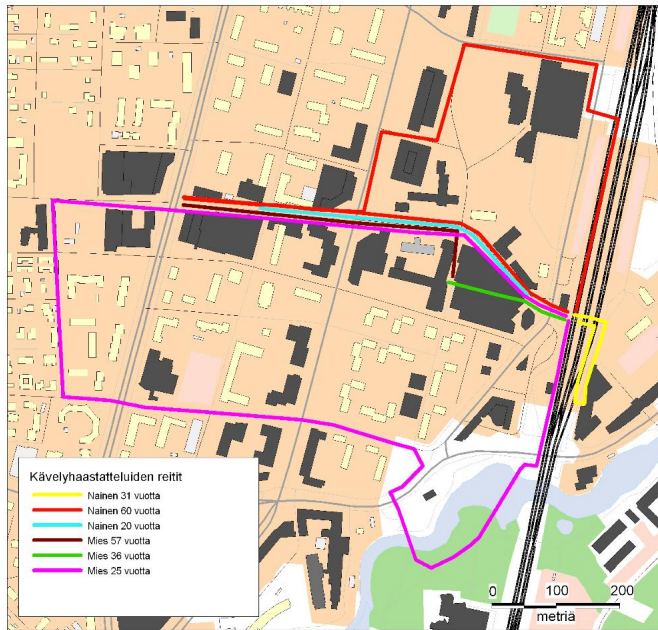 Kävelyhaastatteluiden reitit
Nainen 31 vuotta
Nainen 60 vuotta
Nainen 20 vuotta
Mies 57 vuotta
Mies 36 vuotta
Mies 25 vuotta
0 100 200
metriä